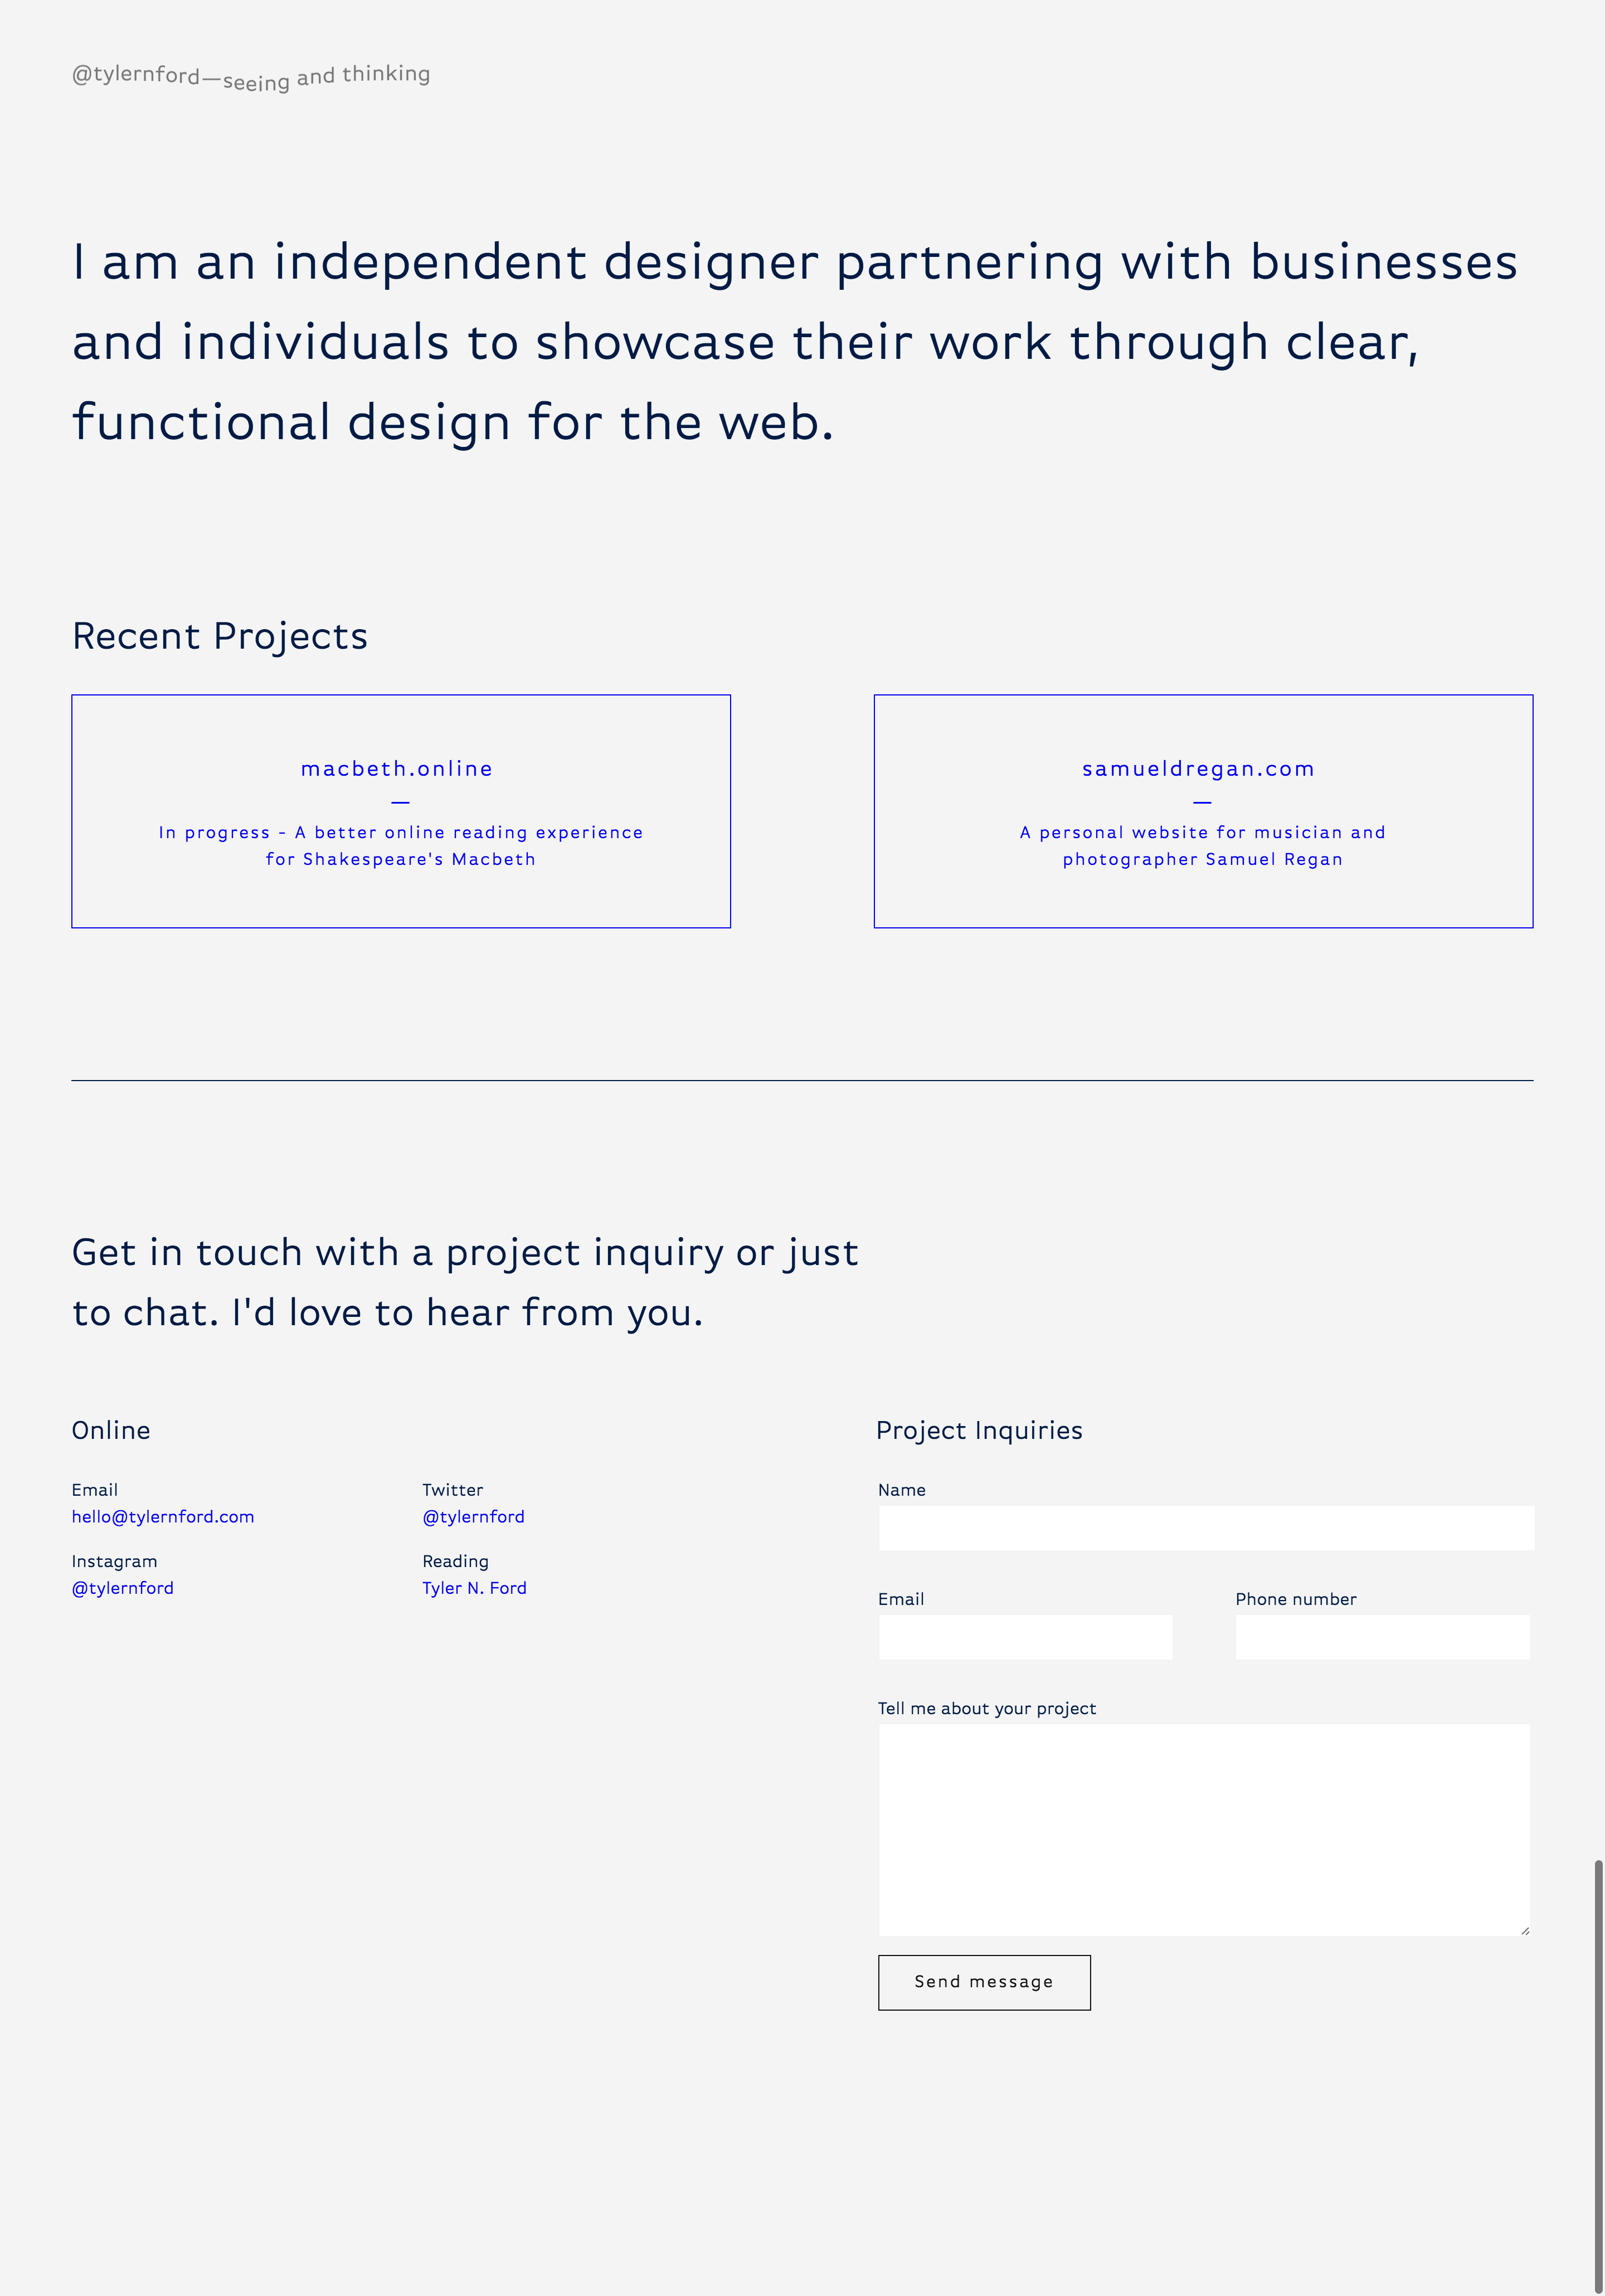 @tylernford—seeing and thinking
I am an independent designer partnering with businesses
and individuals to showcase their work through clear,
functional design for the web.
Recent Projects
macbeth.online
—
In progress - A better online reading experience
for Shakespeare's Macbeth
samueldregan.com
—
A personal website for musician and
photographer Samuel Regan
Get in touch with a project inquiry or just
to chat. I'd love to hear from you.
Online
Email
hello@tylernford.com
Twitter
@tylernford
Instagram
@tylernford
Reading
Tyler N. Ford
Project Inquiries
Name
Email
Phone number
Tell me about your project
Send message